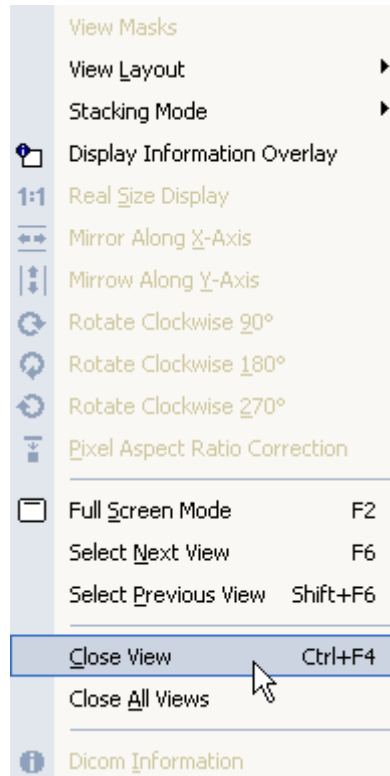 View Masks
View Layout
Stacking Mode
Display Information Overlay
1:1 Real Size Display
Mirror Along X-Axis
Mirrow Along Y-Axis
Rotate Clockwise 90°
Rotate Clockwise 180°
Rotate Clockwise 270°
Pixel Aspect Ratio Correction
Full Screen Mode F2
Select Next View F6
Select Previous View Shift+F6
Close View Ctrl+F4
Close All Views
Dicom Information